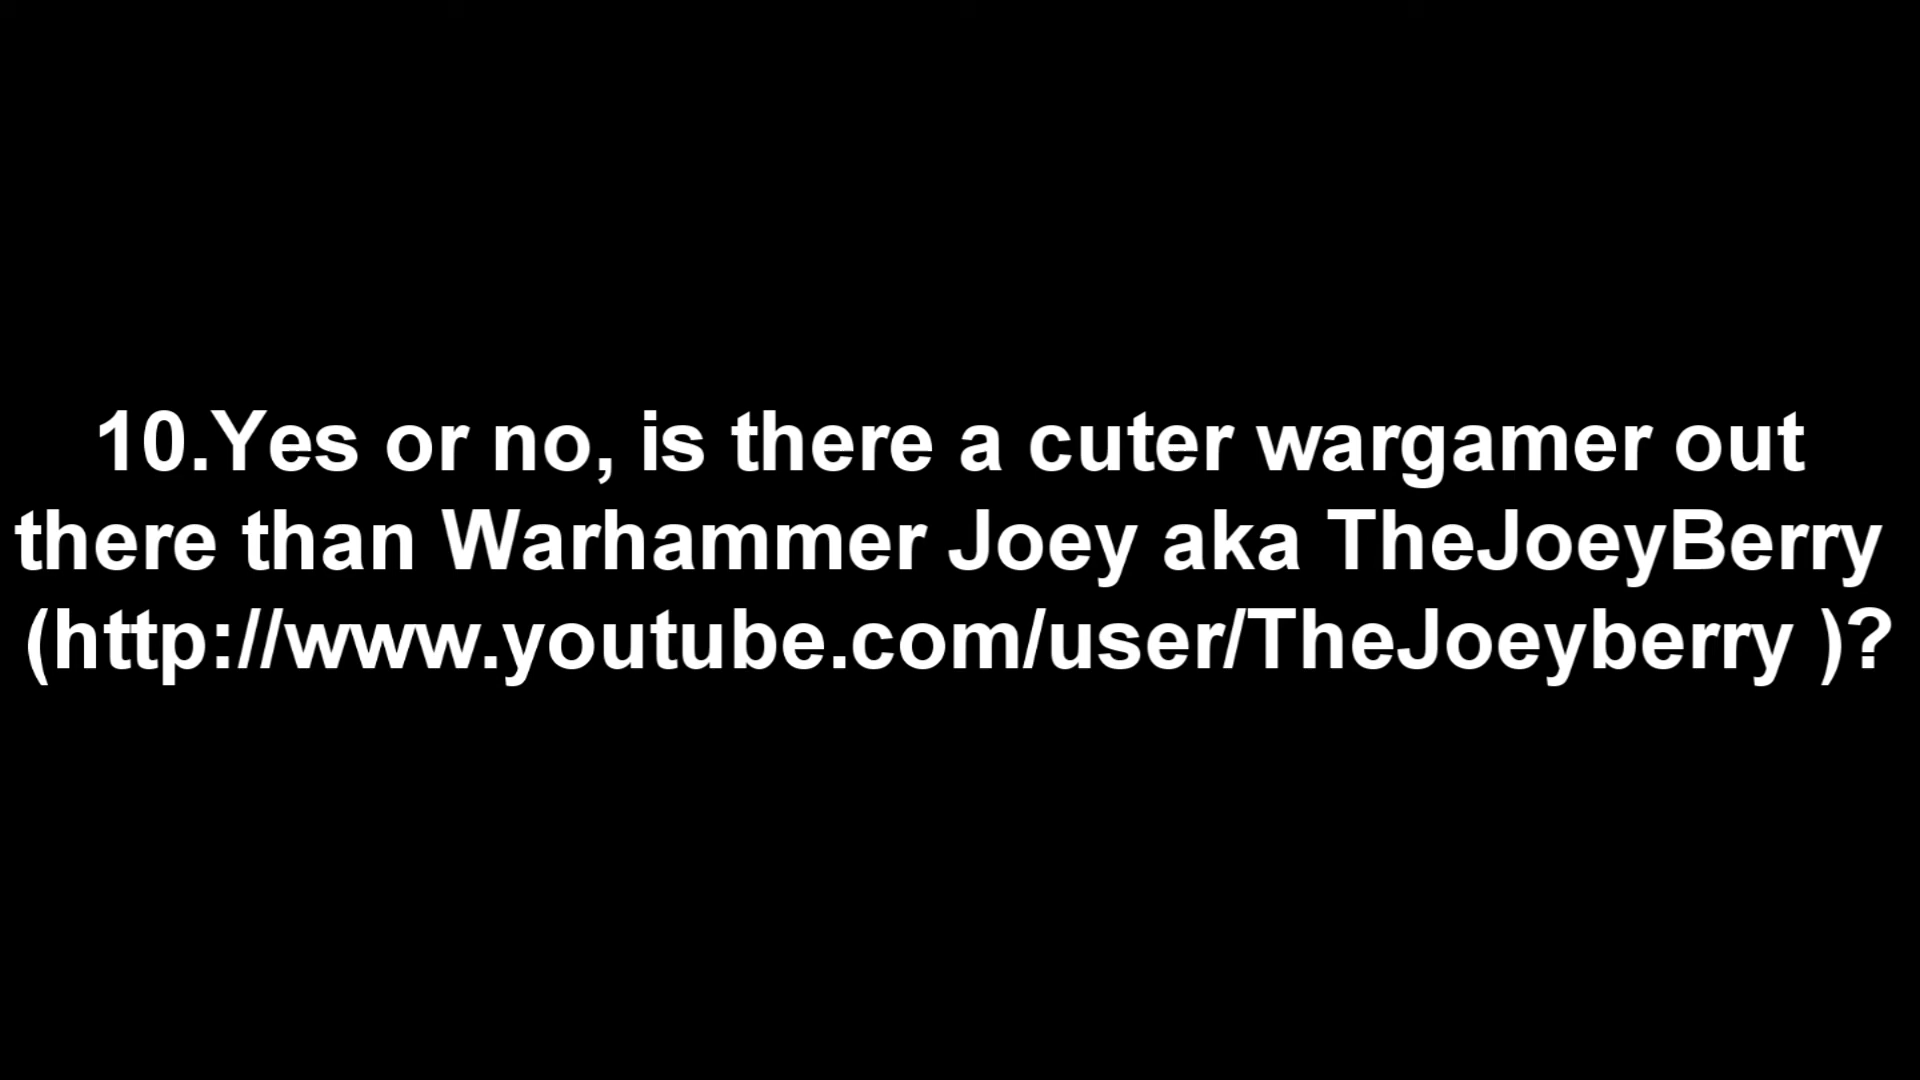 10.Yes or no, is there a cuter wargamer out
there than Warhammer Joey aka TheJoeyBerry
(http://www.youtube.com/user/TheJoeyberry )?